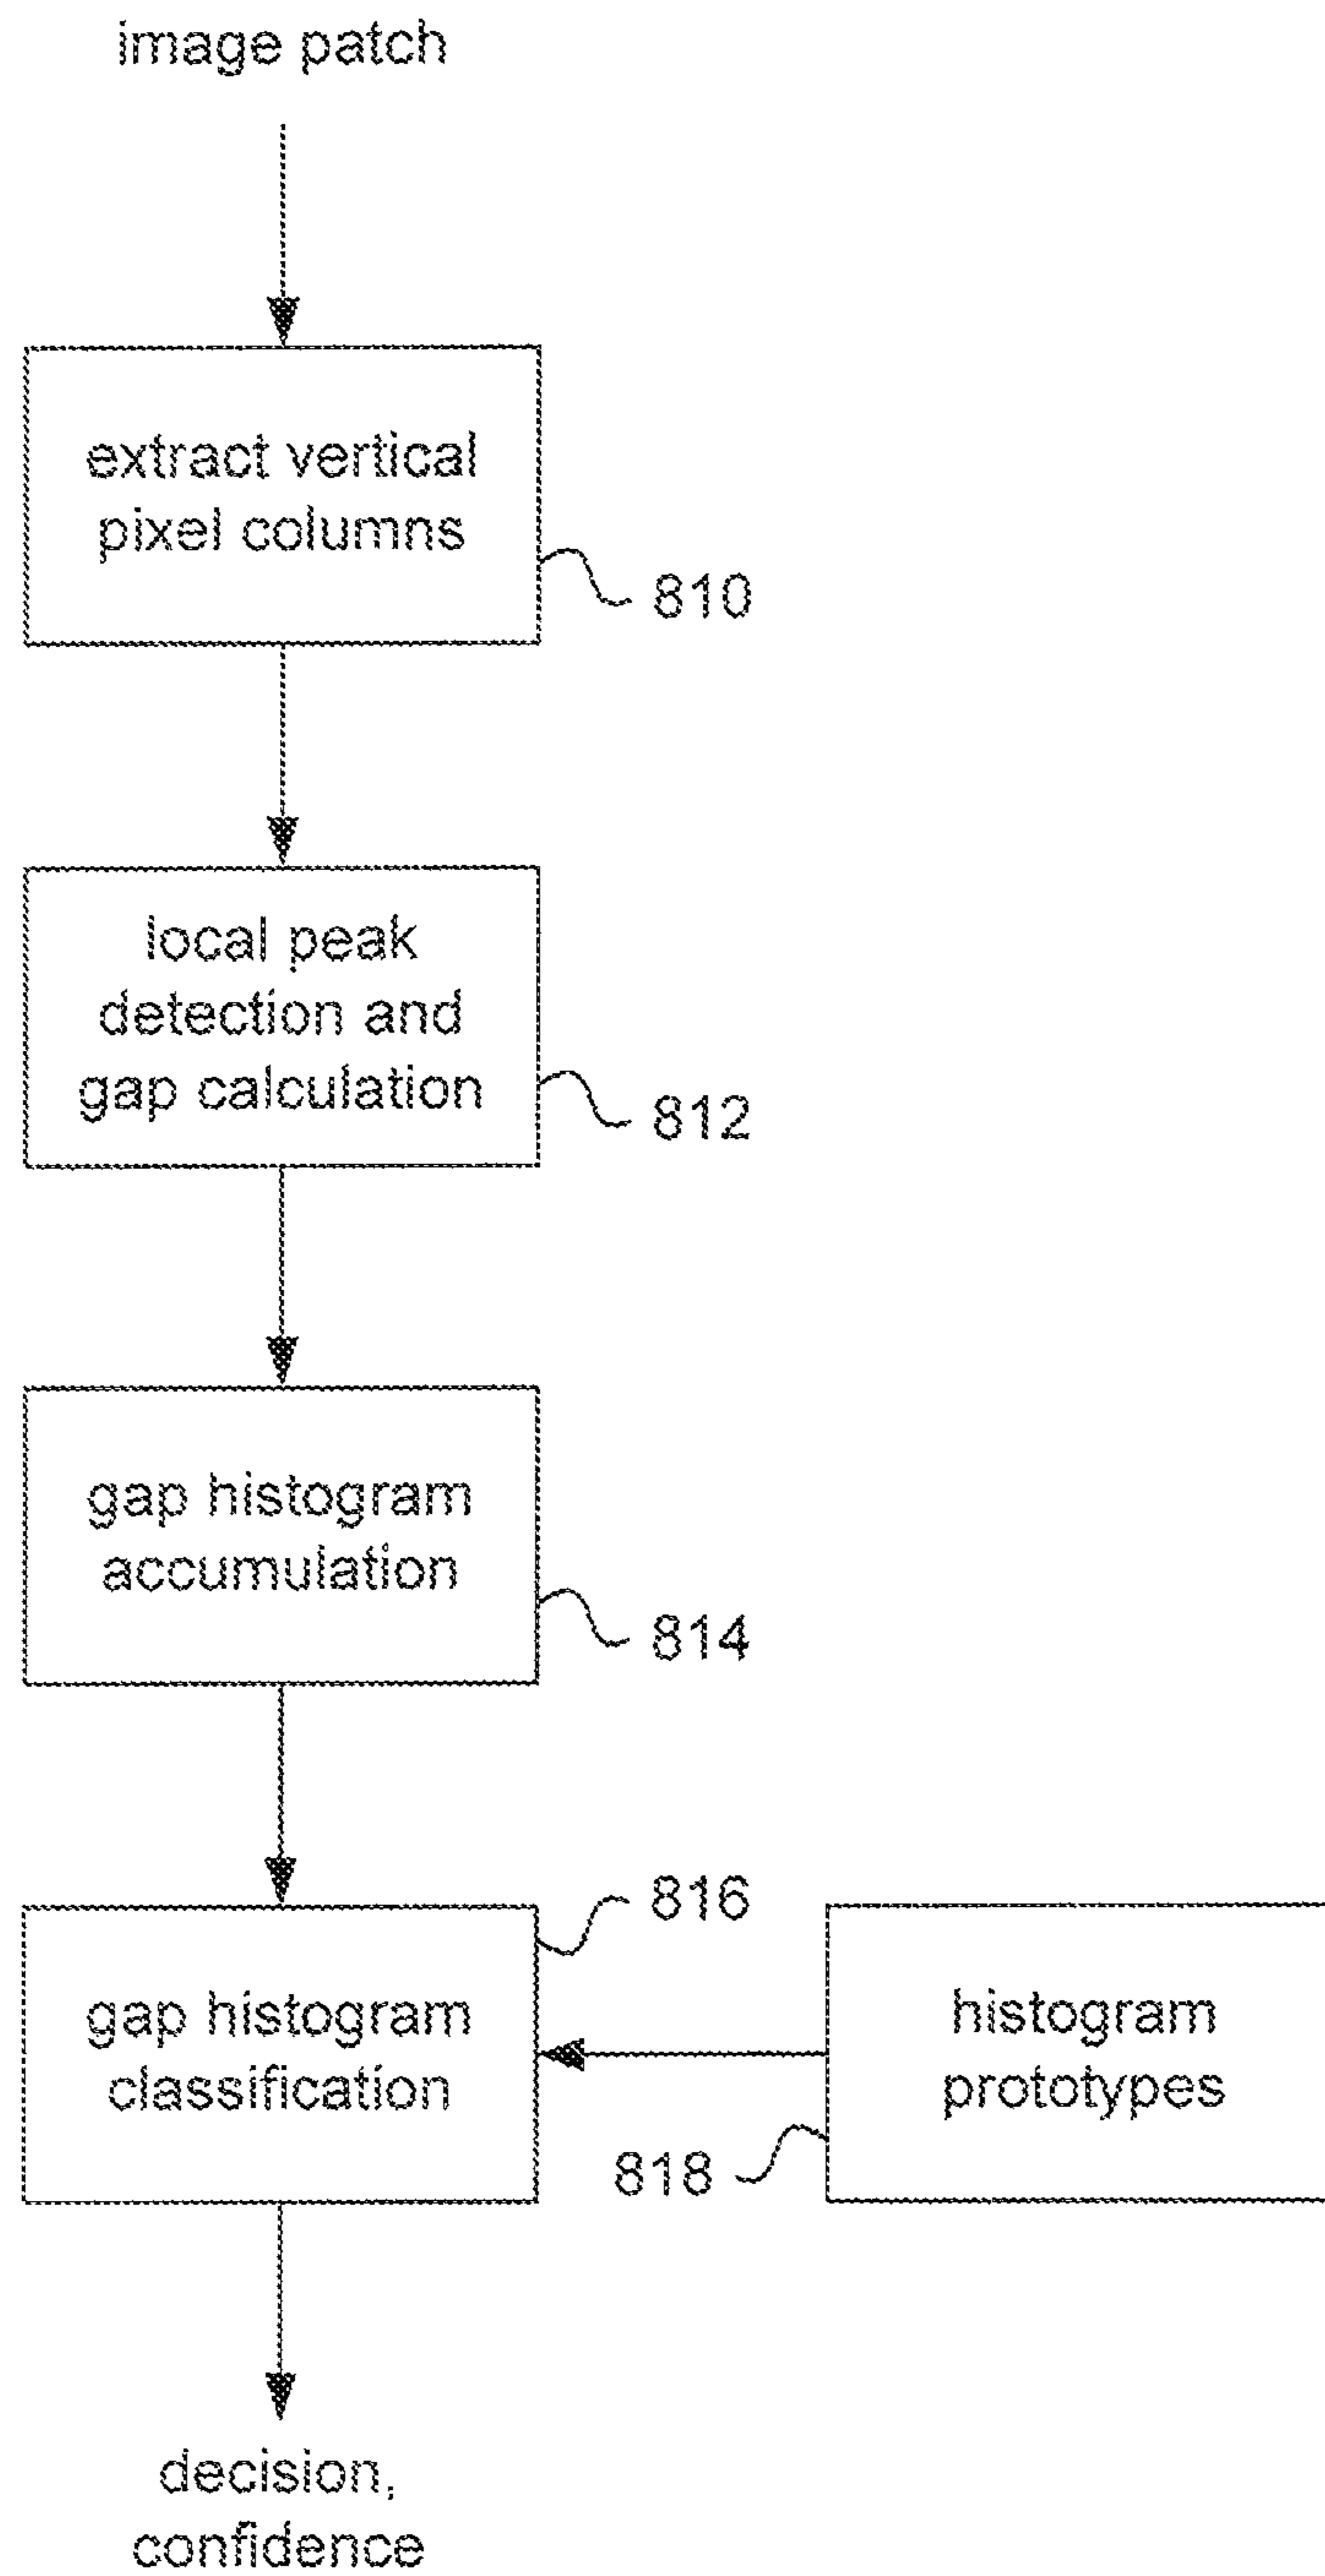 image patch
extract vertical
pixel columns
810
local peak
detection and
gap calculation
812
gap histogram
accumulation
814
816
gap histogram
classification
histogram
prototypes
818
decision,
confidence